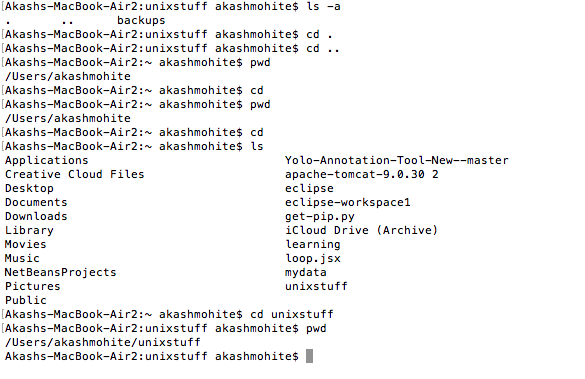 [Akashs-MacBook-Air2:unixstuff akashmohite$ ls -a
.       ..      backups
[Akashs-MacBook-Air2:unixstuff akashmohite$ cd .
[Akashs-MacBook-Air2:unixstuff akashmohite$ cd ..
[Akashs-MacBook-Air2:~ akashmohite$ pwd
/Users/akashmohite
[Akashs-MacBook-Air2:~ akashmohite$ cd
[Akashs-MacBook-Air2:~ akashmohite$ pwd
/Users/akashmohite
[Akashs-MacBook-Air2:~ akashmohite$ cd
[Akashs-MacBook-Air2:~ akashmohite$ ls
Applications                            Yolo-Annotation-Tool-New--master
Creative Cloud Files                    apache-tomcat-9.0.30 2
Desktop                                 eclipse
Documents                               eclipse-workspace1
Downloads                               get-pip.py
Library                                 iCloud Drive (Archive)
Movies                                  learning
Music                                   loop.jsx
NetBeansProjects                        mydata
Pictures                                unixstuff
Public
[Akashs-MacBook-Air2:~ akashmohite$ cd unixstuff
[Akashs-MacBook-Air2:unixstuff akashmohite$ pwd
/Users/akashmohite/unixstuff
Akashs-MacBook-Air2:unixstuff akashmohite$